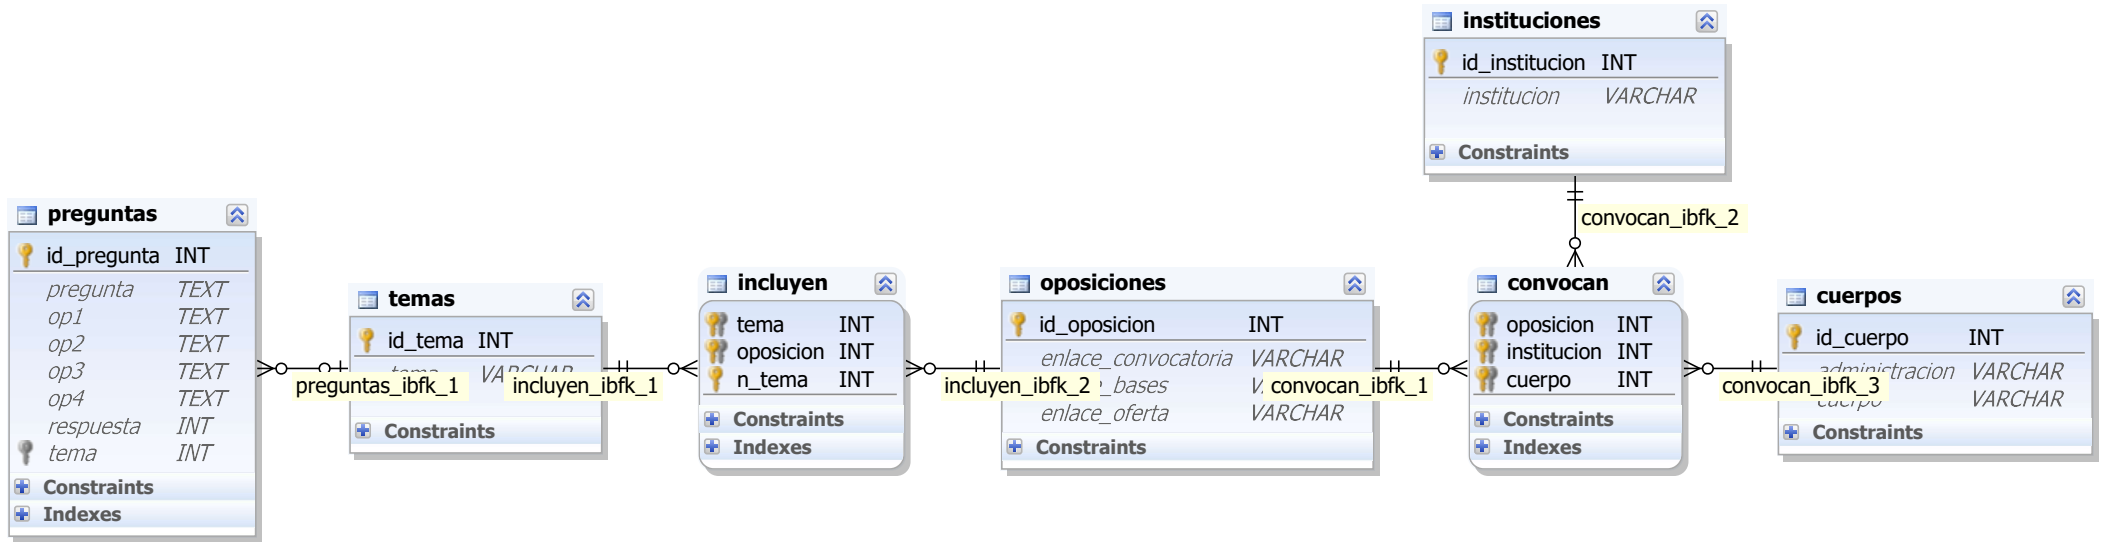 instituciones
id_institucion INT
institucion VARCHAR
Constraints
convocan_ibfk_2
preguntas
id_pregunta INT
pregunta TEXT
op1 TEXT
op2 TEXT
op3 TEXT
op4 TEXT
respuesta INT
tema INT
Constraints
Indexes
preguntas_ibfk_1
temas
id_tema INT
Constraints
incluyen_ibfk_1
incluyen
tema INT
oposicion INT
n_tema INT
Constraints
Indexes
incluyen_ibfk_2
oposiciones
id_oposicion INT
enlace_convocatoria VARCHAR
enlace_oferta VARCHAR
Constraints
convocan_ibfk_1
convocan
oposicion INT
institucion INT
cuerpo INT
Constraints
Indexes
convocan_ibfk_3
cuerpos
id_cuerpo INT
administracion VARCHAR
cuerpo VARCHAR
Constraints